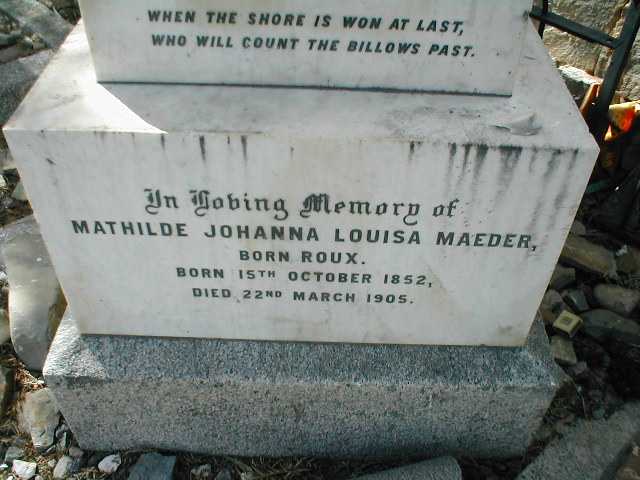 WHEN THE SHORE IS WON AT LAST,
WHO WILL COUNT THE BILLOWS PAST.
In Loving Memory of
MATHILDE JOHANNA LOUISA MAEDER,
BORN ROUX.
BORN 15TH OCTOBER 1852,
DIED 22ND MARCH 1905.